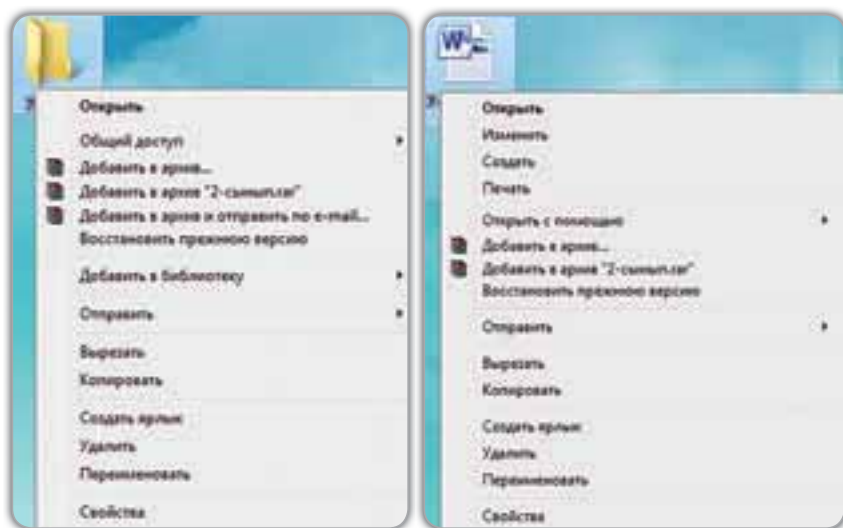 Открыть
Общий доступ
Добавить в архив...
Добавить в архив "2-сынып.rar"
Добавить в архив и отправить по e-mail...
Восстановить прежнюю версию
Добавить в библиотеку
Отправить
Вырезать
Копировать
Создать ярлык
Удалить
Переименовать
Свойства
W
Открыть
Изменить
Создать
Печать
Открыть с помощью
Добавить в архив...
Добавить в архив "2-сынып.rar"
Восстановить прежнюю версию
Отправить
Вырезать
Копировать
Создать ярлык
Удалить
Переименовать
Свойства